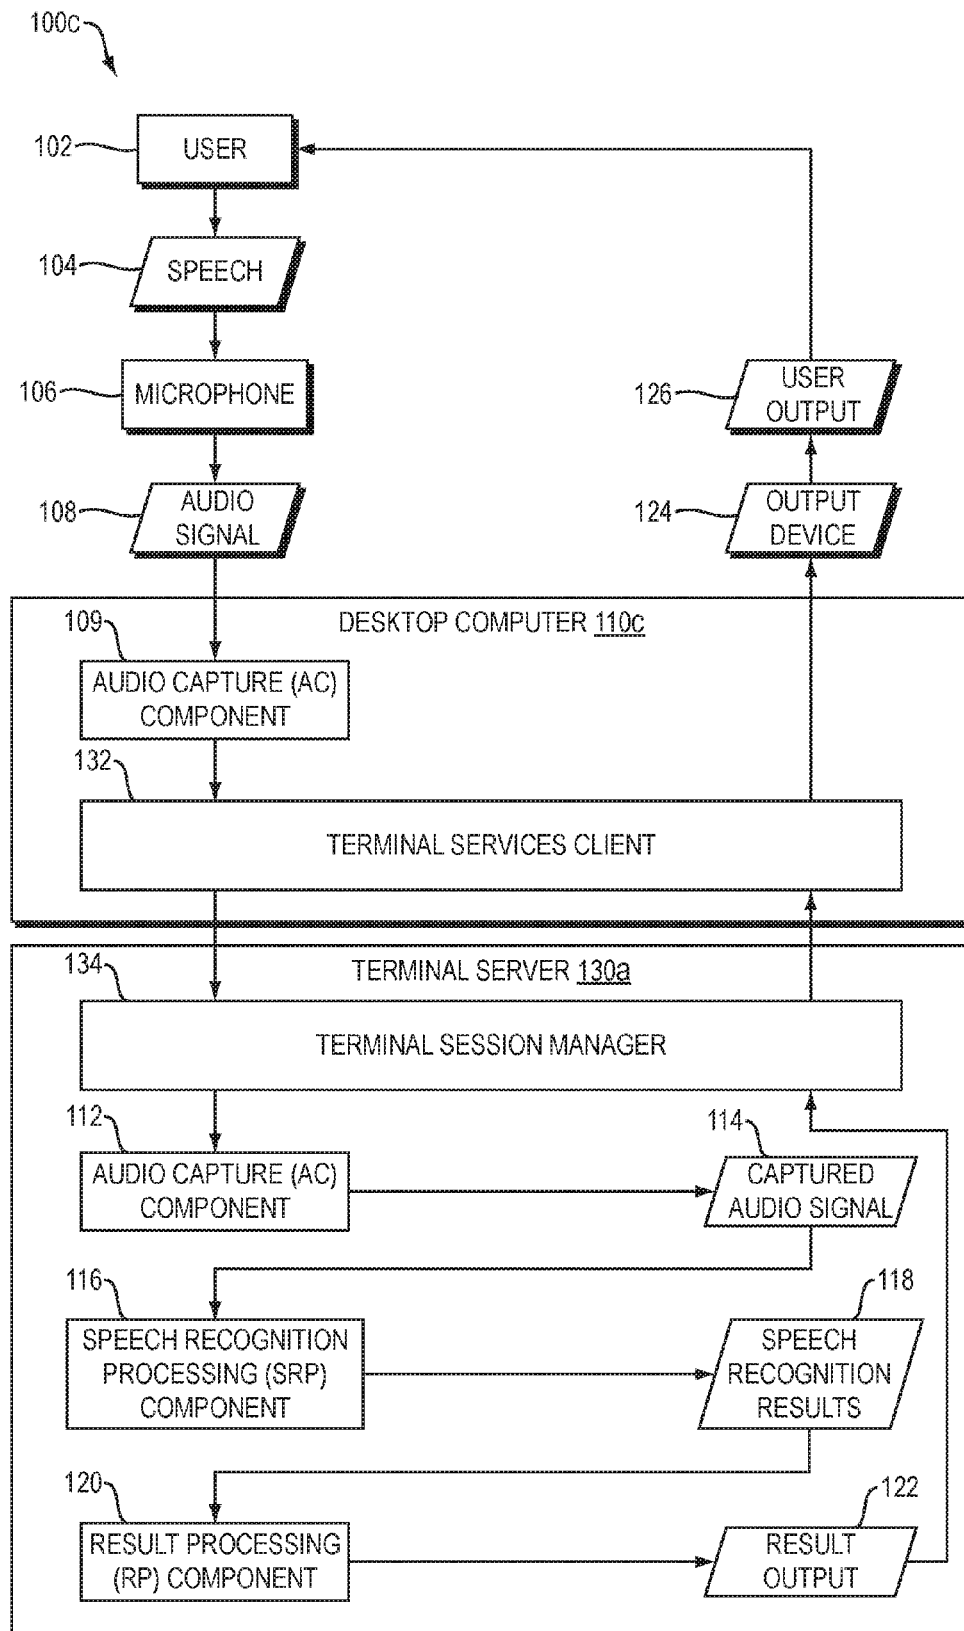 100c
102
USER
104
SPEECH
106
MICROPHONE
126
USER
OUTPUT
108
AUDIO
SIGNAL
124
OUTPUT
DEVICE
109
DESKTOP COMPUTER 110c
AUDIO CAPTURE (AC)
COMPONENT
132
TERMINAL SERVICES CLIENT
134
TERMINAL SERVER 130a
TERMINAL SESSION MANAGER
112
114
AUDIO CAPTURE (AC)
COMPONENT
CAPTURED
AUDIO SIGNAL
116
118
SPEECH RECOGNITION
PROCESSING (SRP)
COMPONENT
SPEECH
RECOGNITION
RESULTS
120
122
RESULT PROCESSING
(RP) COMPONENT
RESULT
OUTPUT